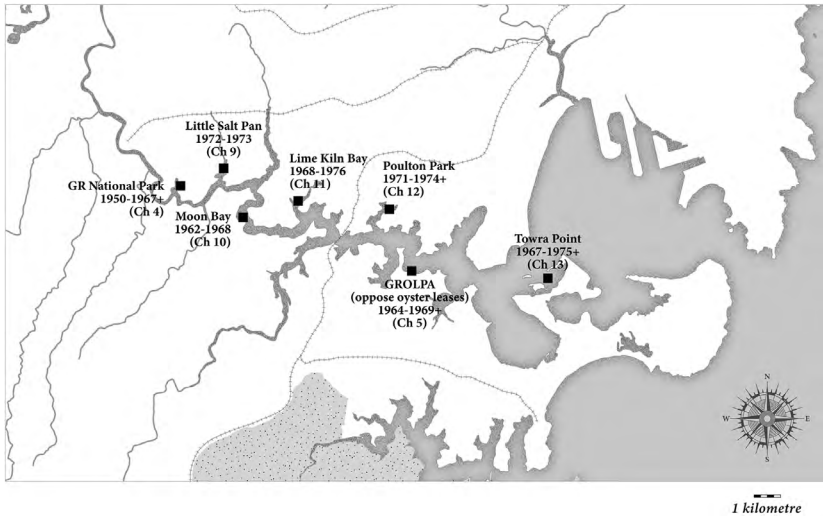 Little Salt Pan
1972-1973
(Ch 9)
Lime Kiln Bay
1968-1976
(Ch 11)
Poulton Park
1971-1974+
(Ch 12)
GR National Park
1950-1967+
(Ch 4)
Moon Bay
1962-1968
(Ch 10)
Towra Point
1967-1975+
(Ch 13)
GROLPA
(oppose oyster leases)
1964-1969+
(Ch 5)
N
W
E
S
1 kilometre